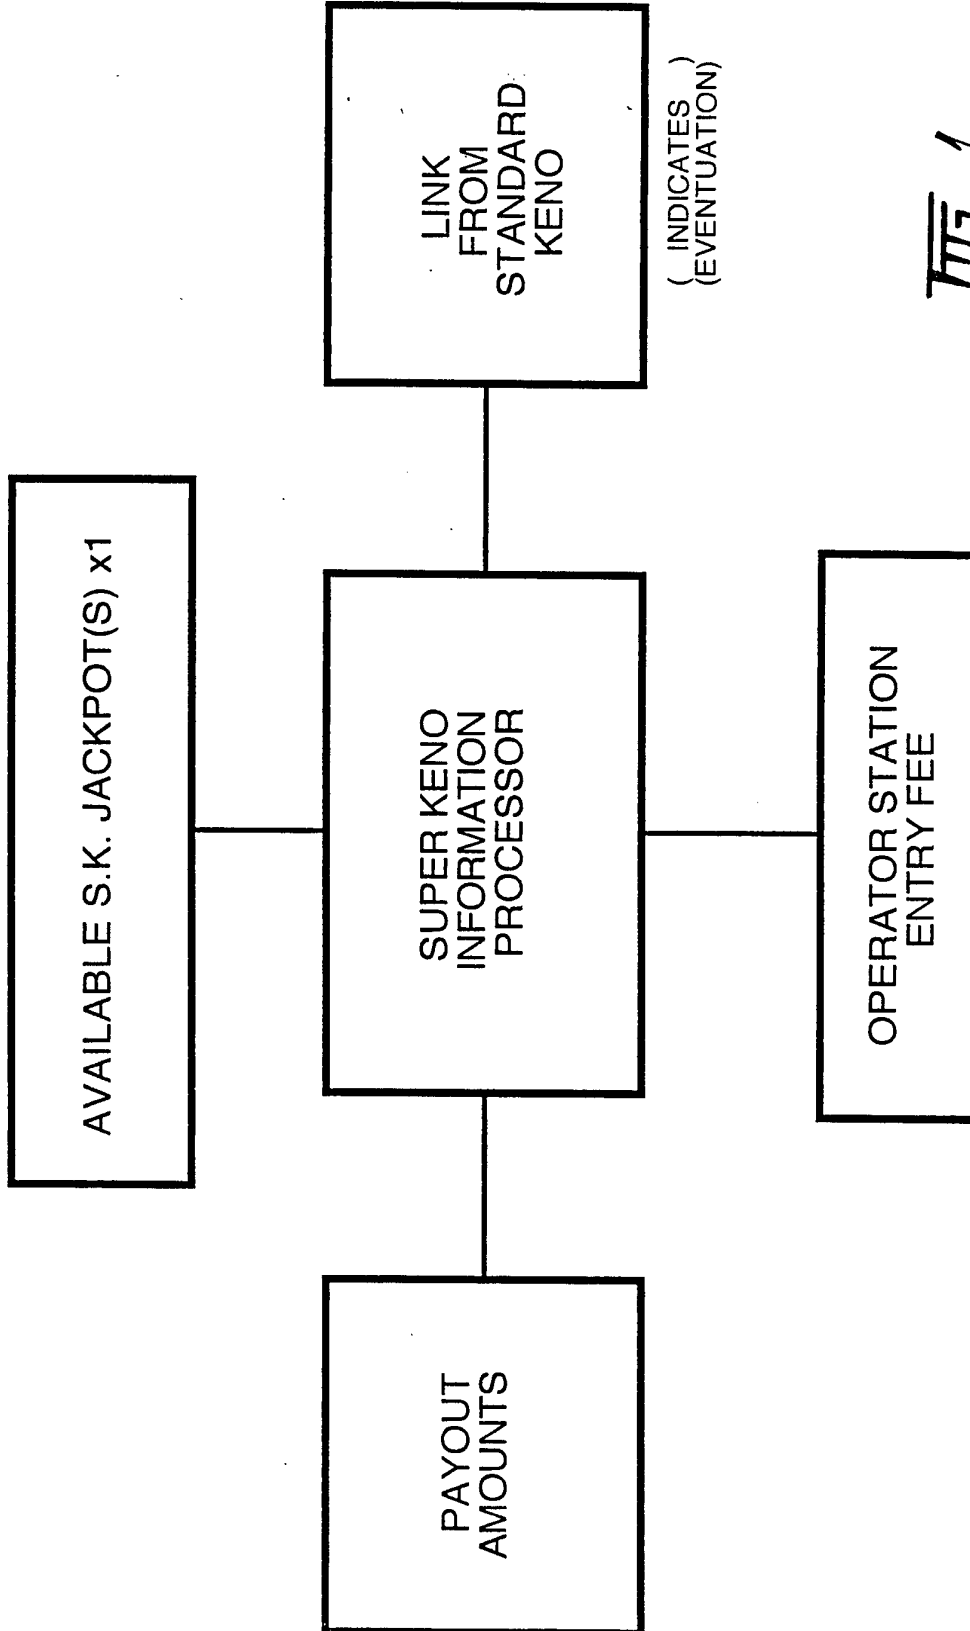 AVAILABLE S.K. JACKPOT(S) x1
PAYOUT
AMOUNTS
SUPER KENO
INFORMATION
PROCESSOR
LINK
FROM
STANDARD
KENO
( INDICATES )
(EVENTUATION)
OPERATOR STATION
ENTRY FEE